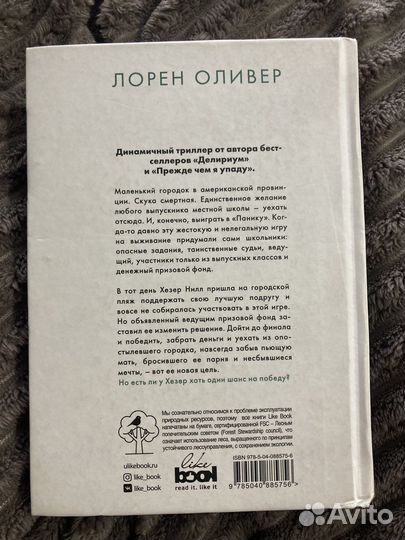 ЛОРЕН ОЛИВЕР
Динамичный триллер от автора бест-
селлеров «Делириум»
и «Прежде чем я упаду».
Маленький городок в американской провин-
ции. Скука смертная. Единственное желание
любого выпускника местной школы – уехать
отсюда. И, конечно, выиграть в «Панику». Ког-
да-то давно эту жестокую и нелегальную игру
на выживание придумали сами школьники:
опасные задания, таинственные судьи, веду-
щий, участники только из выпускных классов и
денежный призовой фонд.
В тот день Хезер Нилл пришла на городской
пляж поддержать свою лучшую подругу и
вовсе не собиралась участвовать в этой игре.
Но объявленный ведущим призовой фонд за-
ставил ее изменить решение. Дойти до финала
и победить, забрать деньги и уехать из опо-
стылевшего городка, навсегда забыв пьющую
мать, бросившего ее парня и несбывшиеся
мечты, – вот ее новая цель.
Но есть ли у Хезер хоть один шанс на победу?
Мы сознательно относимся к проблеме эксплуатации
природных ресурсов, поэтому все издания Like Book
напечатаны на бумаге, сертифицированной FSC – Лесным
попечительским советом (Forest Stewardship council), что
означает использование леса, выращенного по принципам
устойчивого лесоуправления, с сохранением экологии.
ulikebook.ru
like_book
like_book
like
book
read it. like it
ISBN 978-5-04-088575-6
9 785040 885756 >
Avito